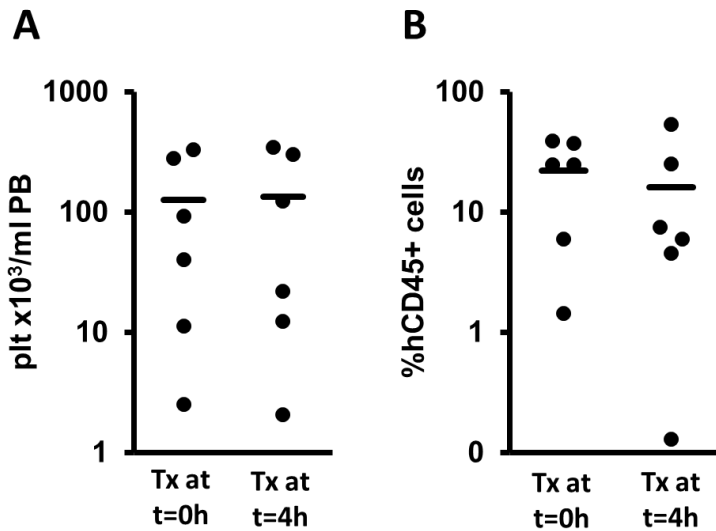 A
plt x10³/ml PB
1000
100
10
1
Tx at
t=0h
Tx at
t=4h
B
%hCD45+ cells
100
10
1
0
Tx at
t=0h
Tx at
t=4h